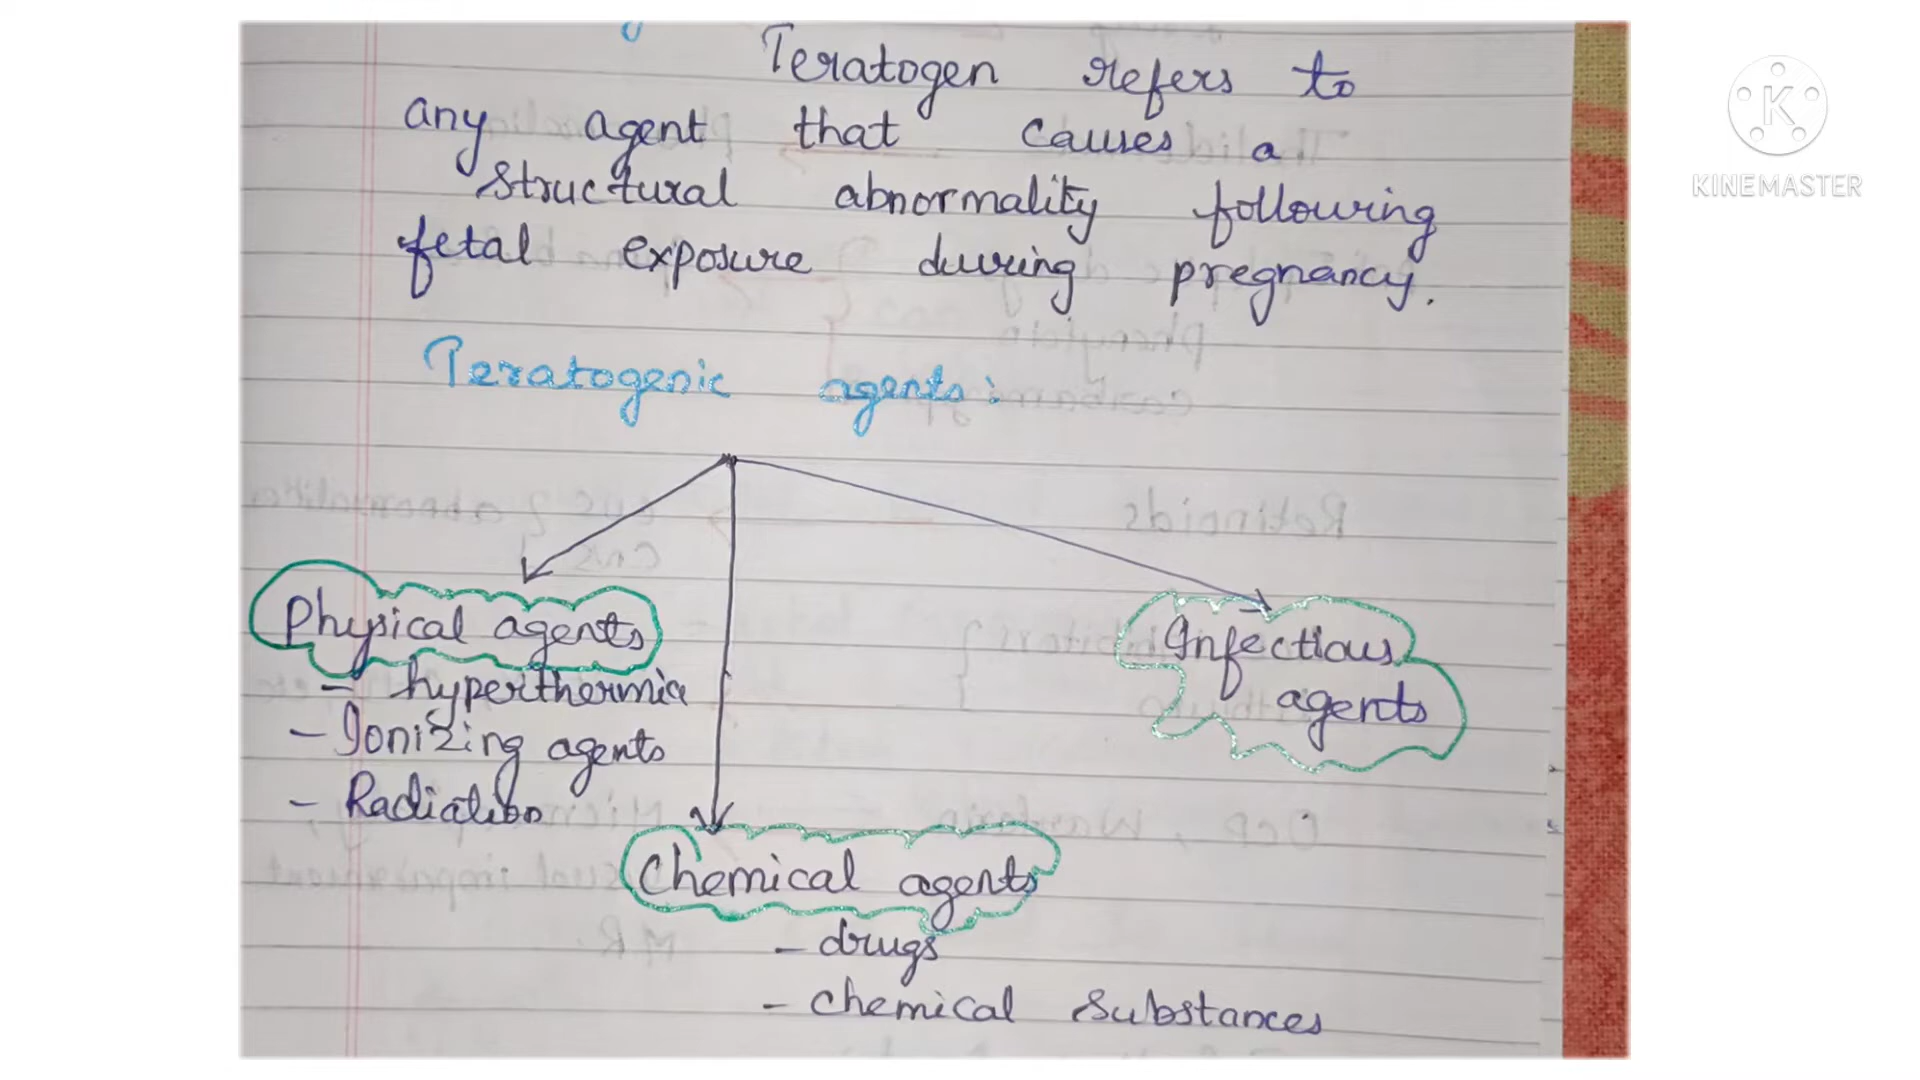 Teratogen refers to
any agent that causes a
structural abnormality following
fetal exposure during pregnancy.
Teratogenic agents:
Physical agents
- hyperthermia
- Ionizing agents
- Radiation
Infectious
agents
Chemical agents
- drugs
- chemical substances
KINEMASTER